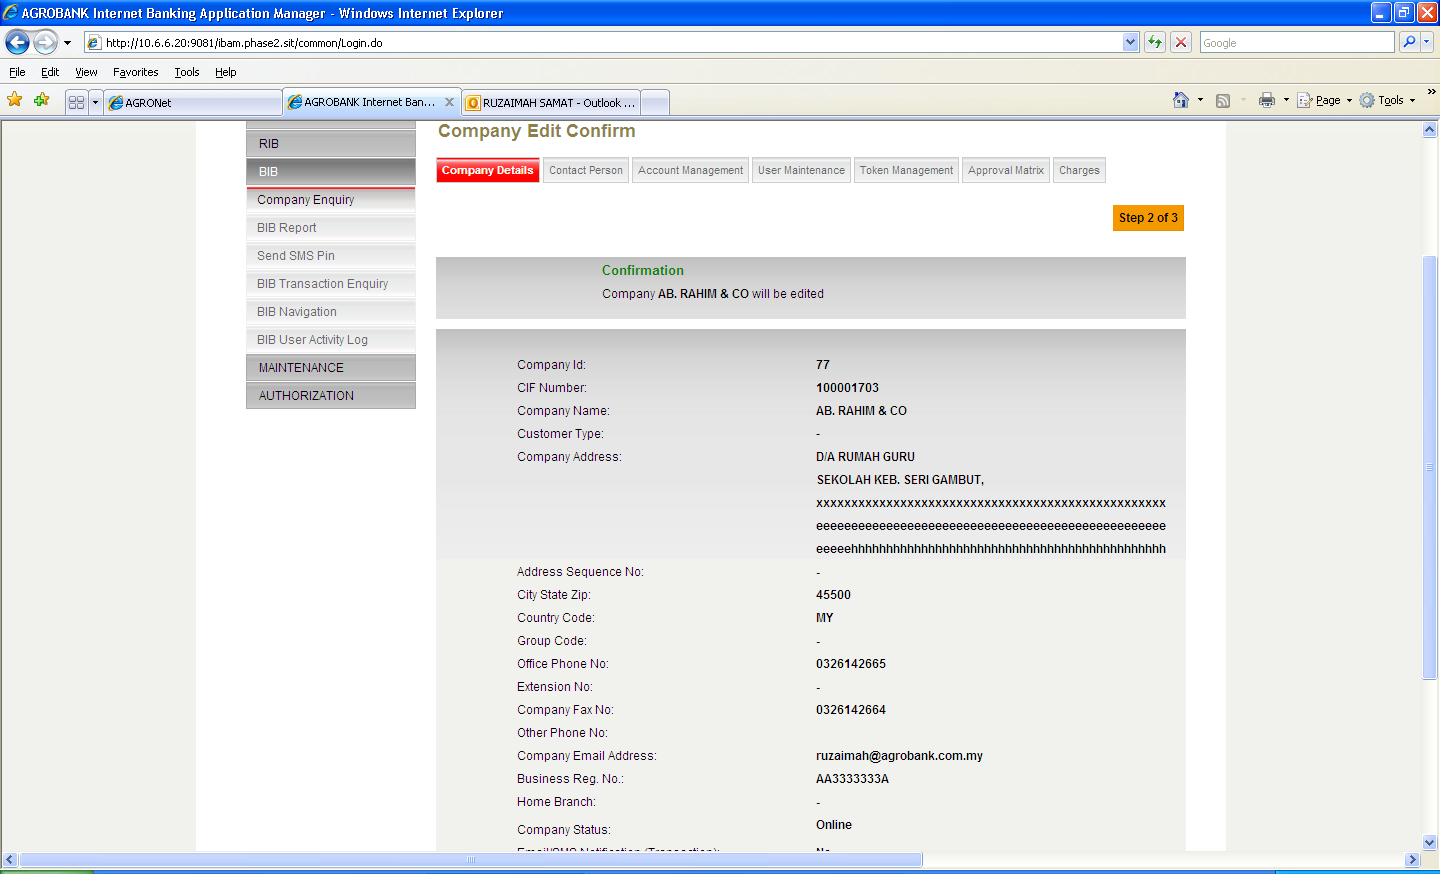 AGROBANK Internet Banking Application Manager - Windows Internet Explorer
http://10.6.6.20:9081/ibam.phase2.sit/common/Login.do
Google
File Edit View Favorites Tools Help
AGRONet
AGROBANK Internet Ban...
RUZAIMAH SAMAT - Outlook ...
Page
Tools
RIB
BIB
Company Enquiry
BIB Report
Send SMS Pin
BIB Transaction Enquiry
BIB Navigation
BIB User Activity Log
MAINTENANCE
AUTHORIZATION
Company Edit Confirm
Company Details Contact Person Account Management User Maintenance Token Management Approval Matrix Charges
Step 2 of 3
Confirmation
Company AB. RAHIM & CO will be edited
Company Id: 77
CIF Number: 100001703
Company Name: AB. RAHIM & CO
Customer Type: -
Company Address: D/A RUMAH GURU
SEKOLAH KEB. SERI GAMBUT,
xxxxxxxxxxxxxxxxxxxxxxxxxxxxxxxxxxxxxxxxxxxxxxxxxx
eeeeeeeeeeeeeeeeeeeeeeeeeeeeeeeeeeeeeeeeeeeeeeeeee
eeeeehhhhhhhhhhhhhhhhhhhhhhhhhhhhhhhhhhhhhhhhhhhhh
Address Sequence No: -
City State Zip: 45500
Country Code: MY
Group Code: -
Office Phone No: 0326142665
Extension No: -
Company Fax No: 0326142664
Other Phone No:
Company Email Address: ruzaimah@agrobank.com.my
Business Reg. No.: AA3333333A
Home Branch: -
Company Status: Online
Email/SMS Notification (Transaction): No